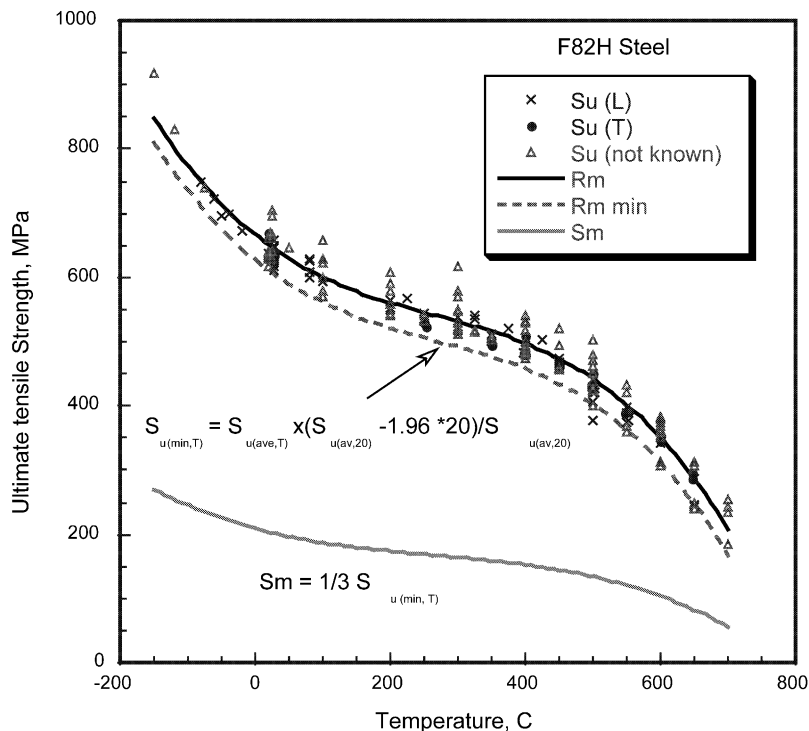 F82H Steel
Su (L)
Su (T)
Su (not known)
Rm
Rm min
Sm
1000
800
600
400
200
0
Ultimate tensile Strength, MPa
S u(min,T) = S u(ave,T) x(S u(av,20) -1.96 *20)/S u(av,20)
Sm = 1/3 S u (min, T)
-200 0 200 400 600 800
Temperature, C